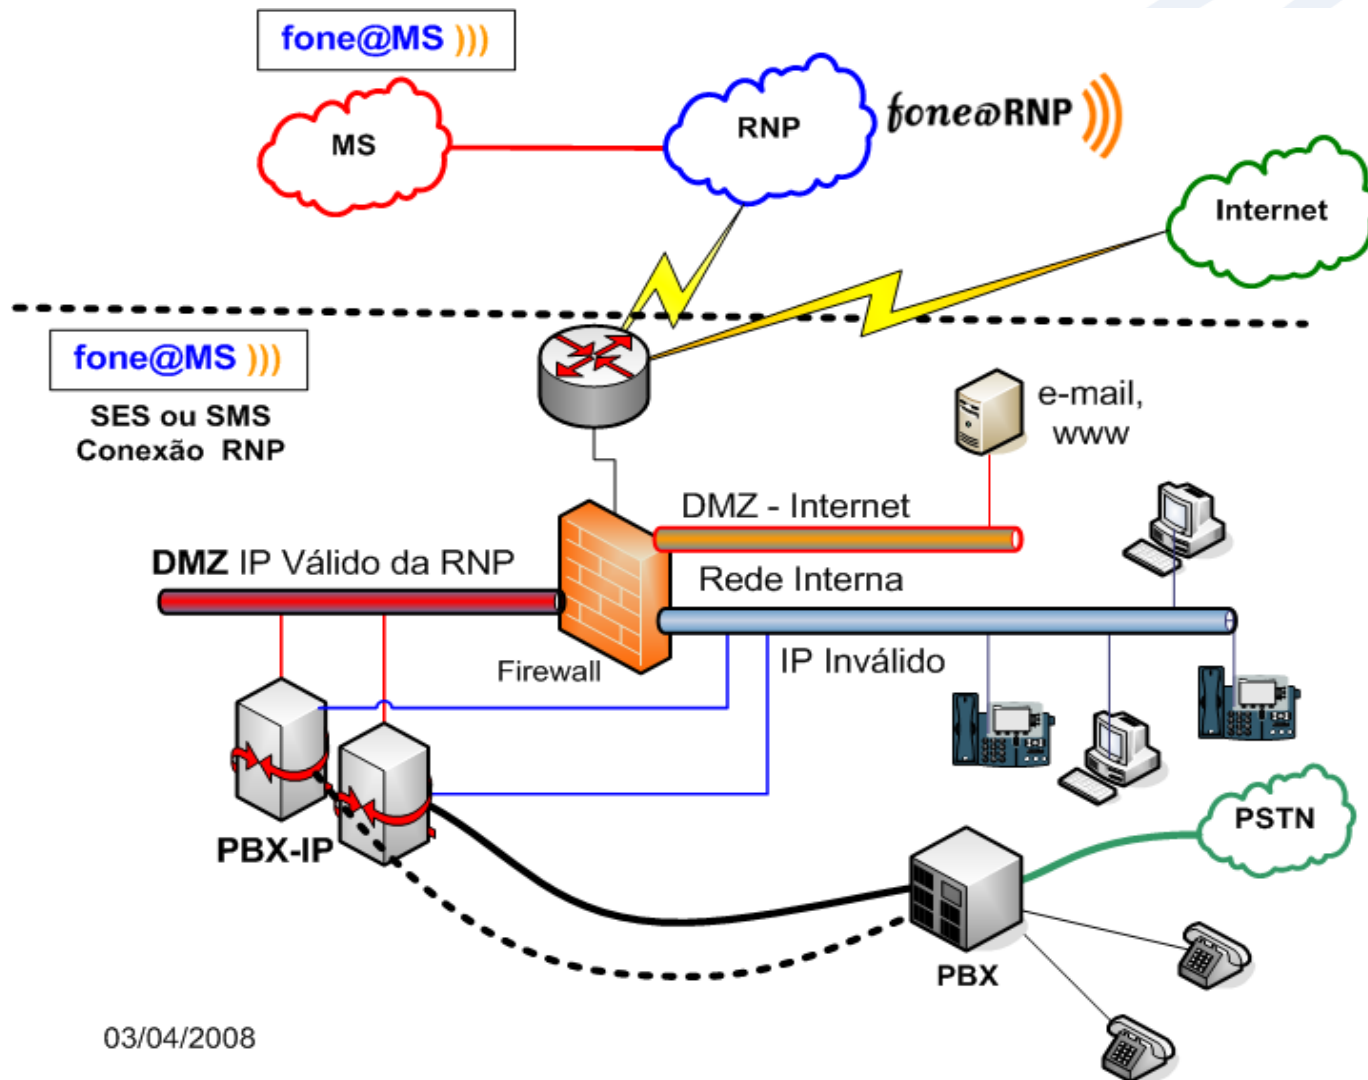 fone@MS )))
MS
RNP
fone@RNP
Internet
fone@MS )))
SES ou SMS
Conexão RNP
e-mail,
www
DMZ - Internet
DMZ IP Válido da RNP
Rede Interna
Firewall
IP Inválido
PBX-IP
PSTN
PBX
03/04/2008